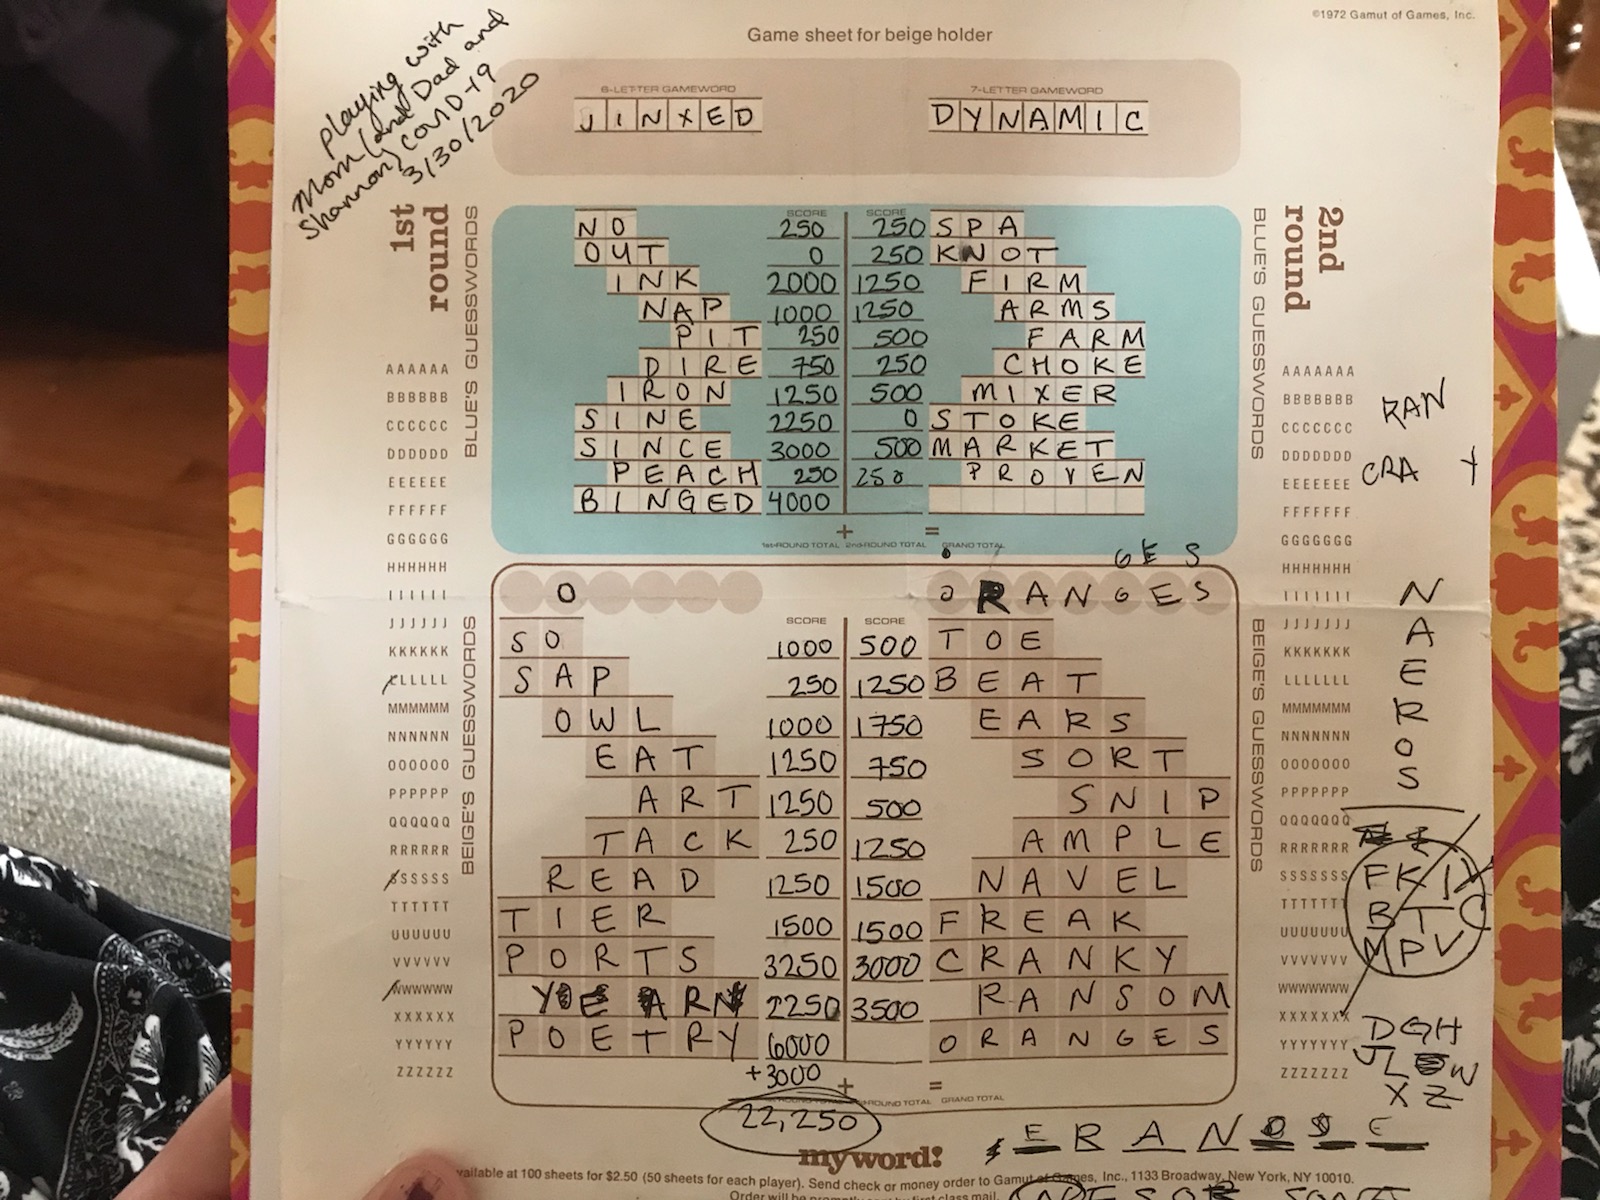 ©1972 Gamut of Games, Inc.
Game sheet for beige holder
playing with
Mom (and Dad and
Shannon) COVID-19
3/30/2020
6-LETTER GAMEWORD
JINXED
7-LETTER GAMEWORD
DYNAMIC
1st round
BLUE'S GUESSWORDS
SCORE
SCORE
BLUE'S GUESSWORDS
2nd round
NO 250 250 SPA
OUT 0 250 KNOT
INK 2000 1250 FIRM
NAP 1000 1250 ARMS
PIT 250 500 FARM
DIRE 750 250 CHOKE
IRON 1250 500 MIXER
SINE 2250 0 STOKE
SINCE 3000 500 MARKET
PEACH 250 250 PROVEN
BINGED 4000
+ =
1st-ROUND TOTAL 2nd-ROUND TOTAL GRAND TOTAL
AAAAAA
BBBBBB
CCCCCC
DDDDDD
EEEEEE
FFFFFF
GGGGGG
HHHHHH
IIIIII
JJJJJJ
KKKKKK
LLLLLL
MMMMMM
NNNNNN
OOOOOO
PPPPPP
QQQQQQ
RRRRRR
SSSSSS
TTTTTT
UUUUUU
VVVVVV
WWWWWW
XXXXXX
YYYYYY
ZZZZZZ
AAAAAAA
BBBBBBB
CCCCCCC
DDDDDDD
EEEEEEE
FFFFFFF
GGGGGGG
HHHHHHH
IIIIIII
JJJJJJJ
KKKKKKK
LLLLLLL
MMMMMMM
NNNNNNN
OOOOOOO
PPPPPPP
QQQQQQQ
RRRRRRR
SSSSSSS
TTTTTTT
UUUUUUU
VVVVVVV
WWWWWWW
XXXXXXX
YYYYYYY
ZZZZZZZ
RAN
CRA Y
GES
O
ORANGES
BEIGE'S GUESSWORDS
SCORE
SCORE
BEIGE'S GUESSWORDS
SO 1000 500 TOE
SAP 250 1250 BEAT
OWL 1000 1750 EARS
EAT 1250 750 SORT
ART 1250 500 SNIP
TACK 250 1250 AMPLE
READ 1250 1500 NAVEL
TIER 1500 1500 FREAK
PORTS 3250 3000 CRANKY
YEARN 2250 3500 RANSOM
POETRY 6000 ORANGES
+3000
+ =
ROUND TOTAL GRAND TOTAL
22,250
N
A
E
R
O
S
FKI
BTC
MPV
DGH
JL W
XZ
my word!
available at 100 sheets for $2.50 (50 sheets for each player). Send check or money order to Gamut of Games, Inc., 1133 Broadway, New York, NY 10010.
Order will be promptly by first class mail.